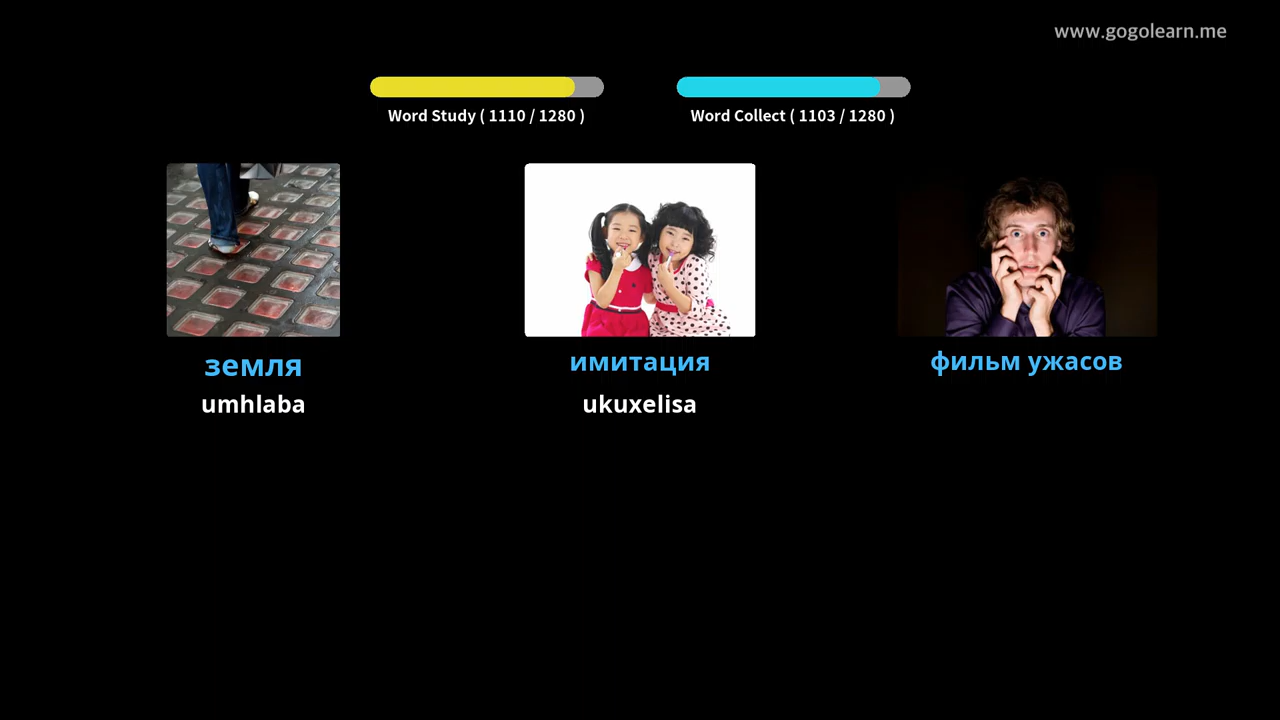 www.gogolearn.me
Word Study ( 1110 / 1280 )
Word Collect ( 1103 / 1280 )
земля
имитация
фильм ужасов
umhlaba
ukuxelisa